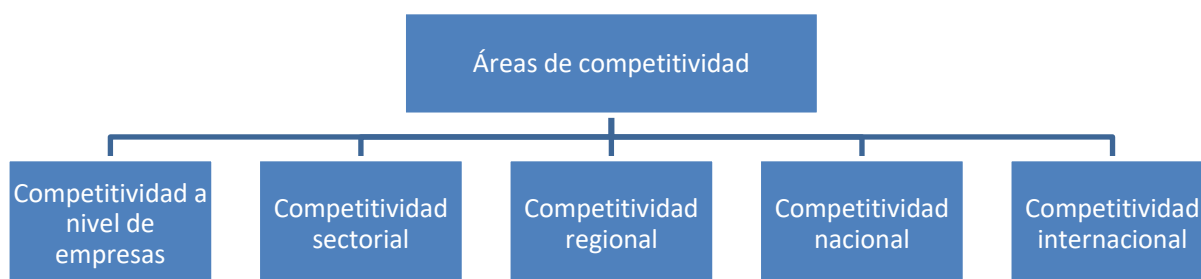 Áreas de competitividad
Competitividad a
nivel de
empresas
Competitividad
sectorial
Competitividad
regional
Competitividad
nacional
Competitividad
internacional